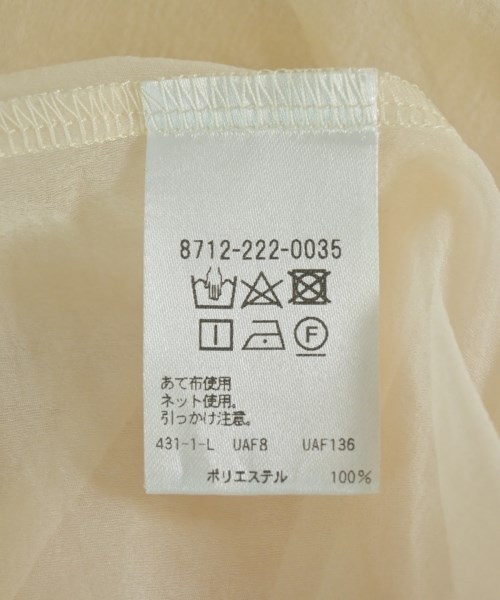 8712-222-0035
F
あて布使用
ネット使用。
引っかけ注意。
431-1-L UAF8 UAF136
ポリエステル 100%